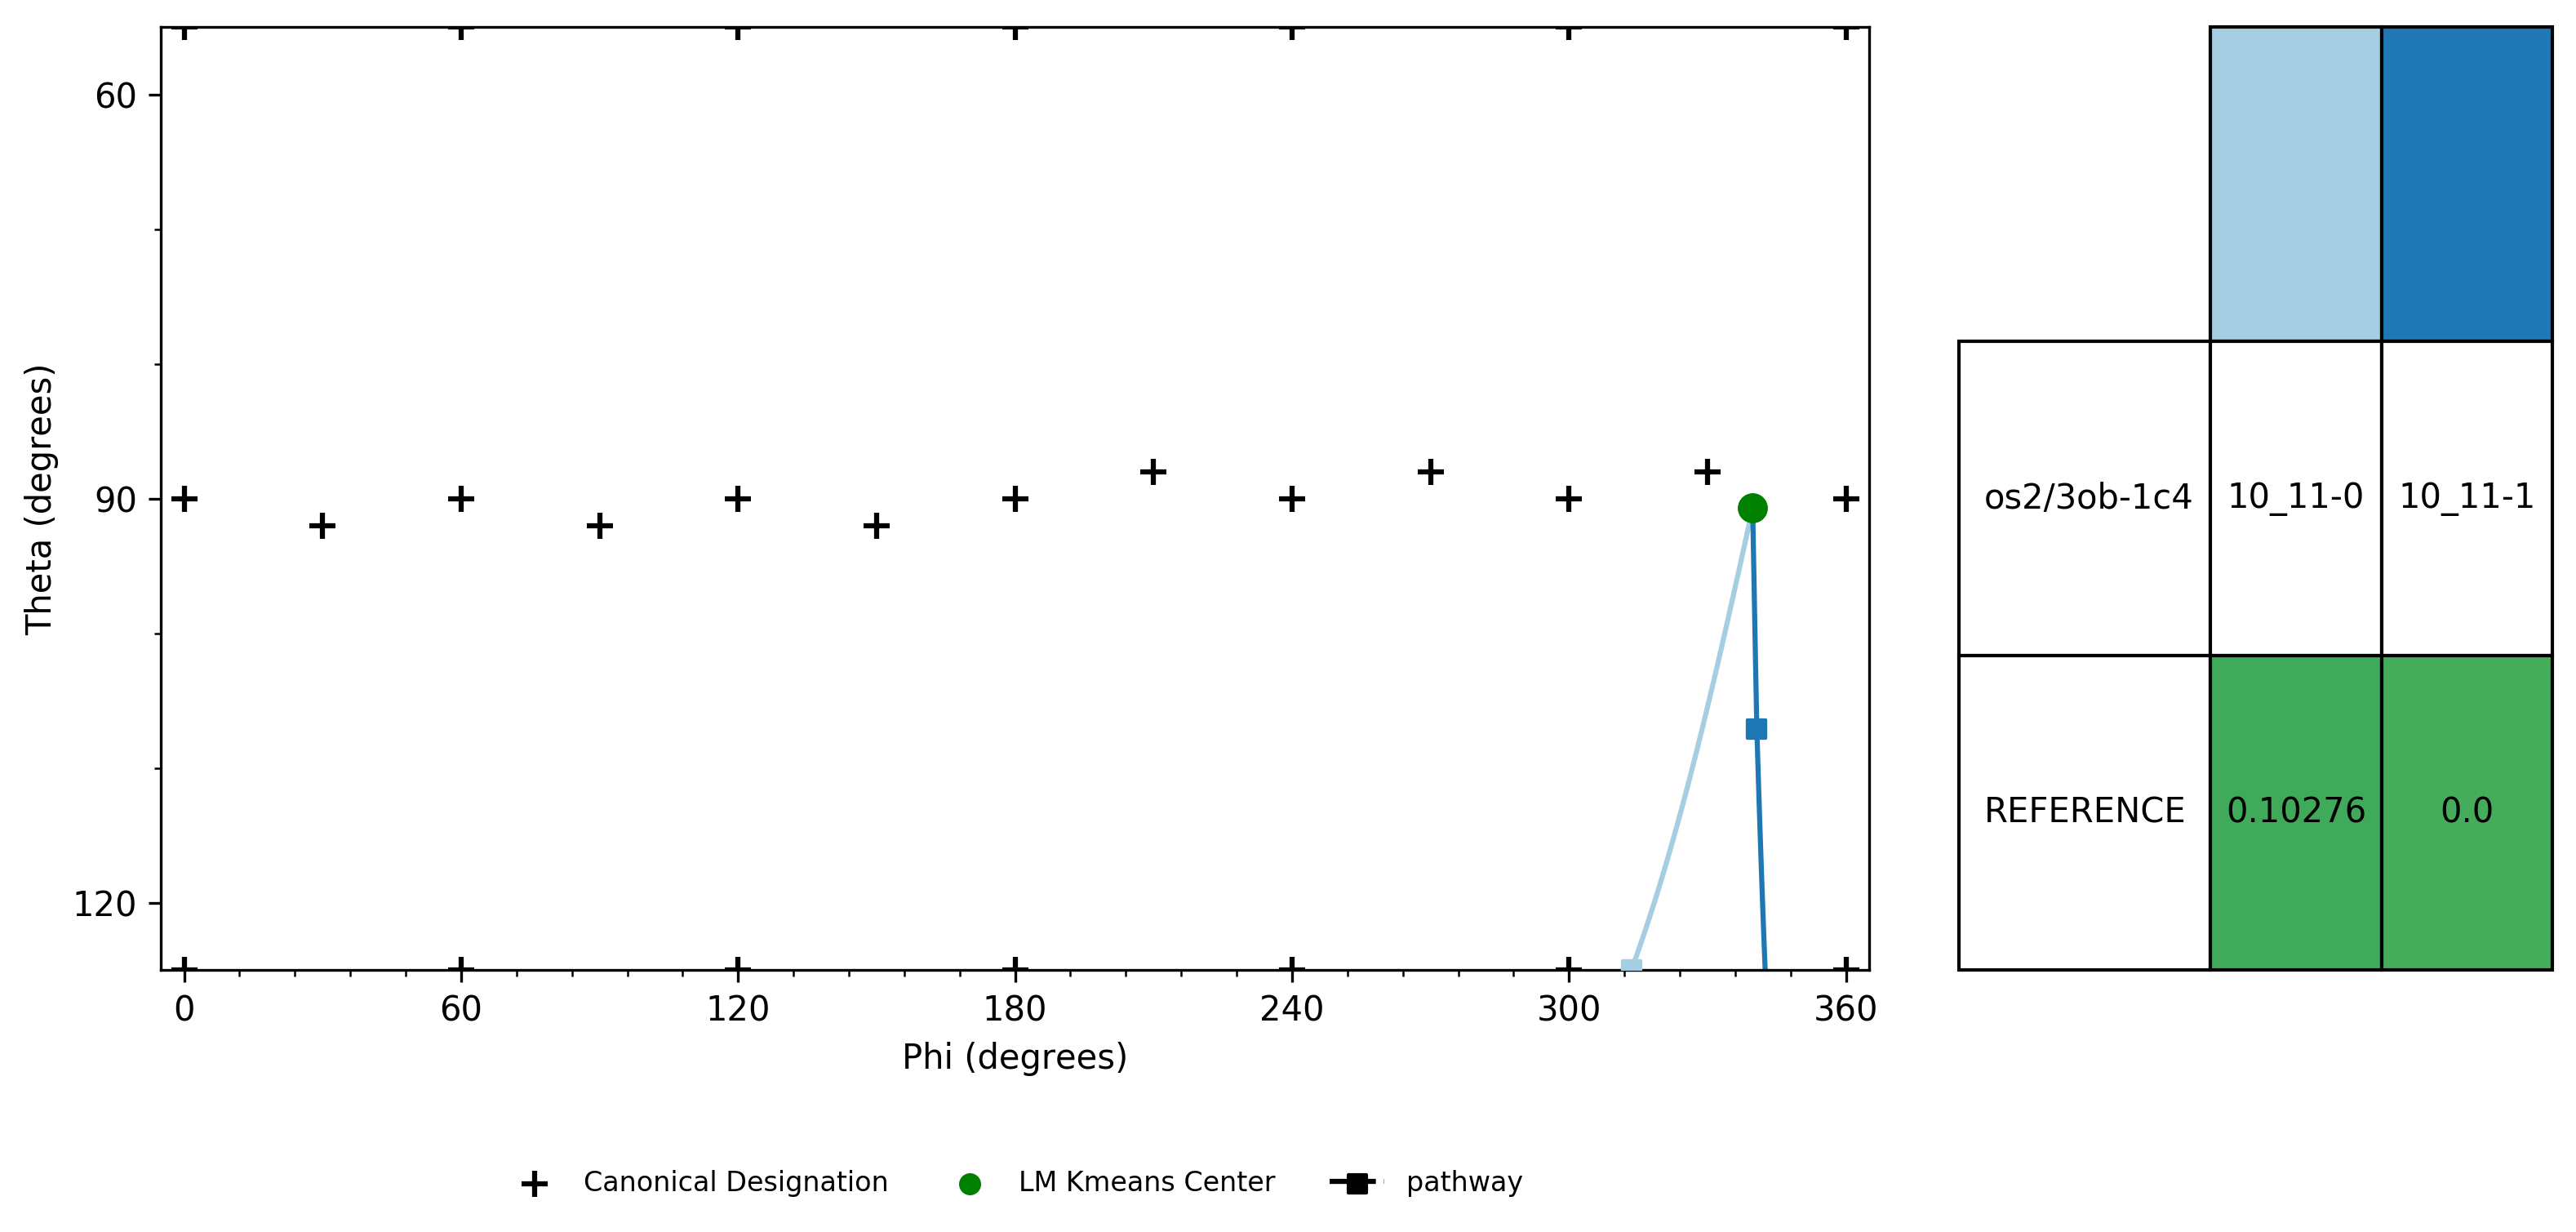 60
90
120
Theta (degrees)
0 60 120 180 240 300 360
Phi (degrees)
Canonical Designation LM Kmeans Center pathway
os2/3ob-1c4 10_11-0 10_11-1
REFERENCE 0.10276 0.0